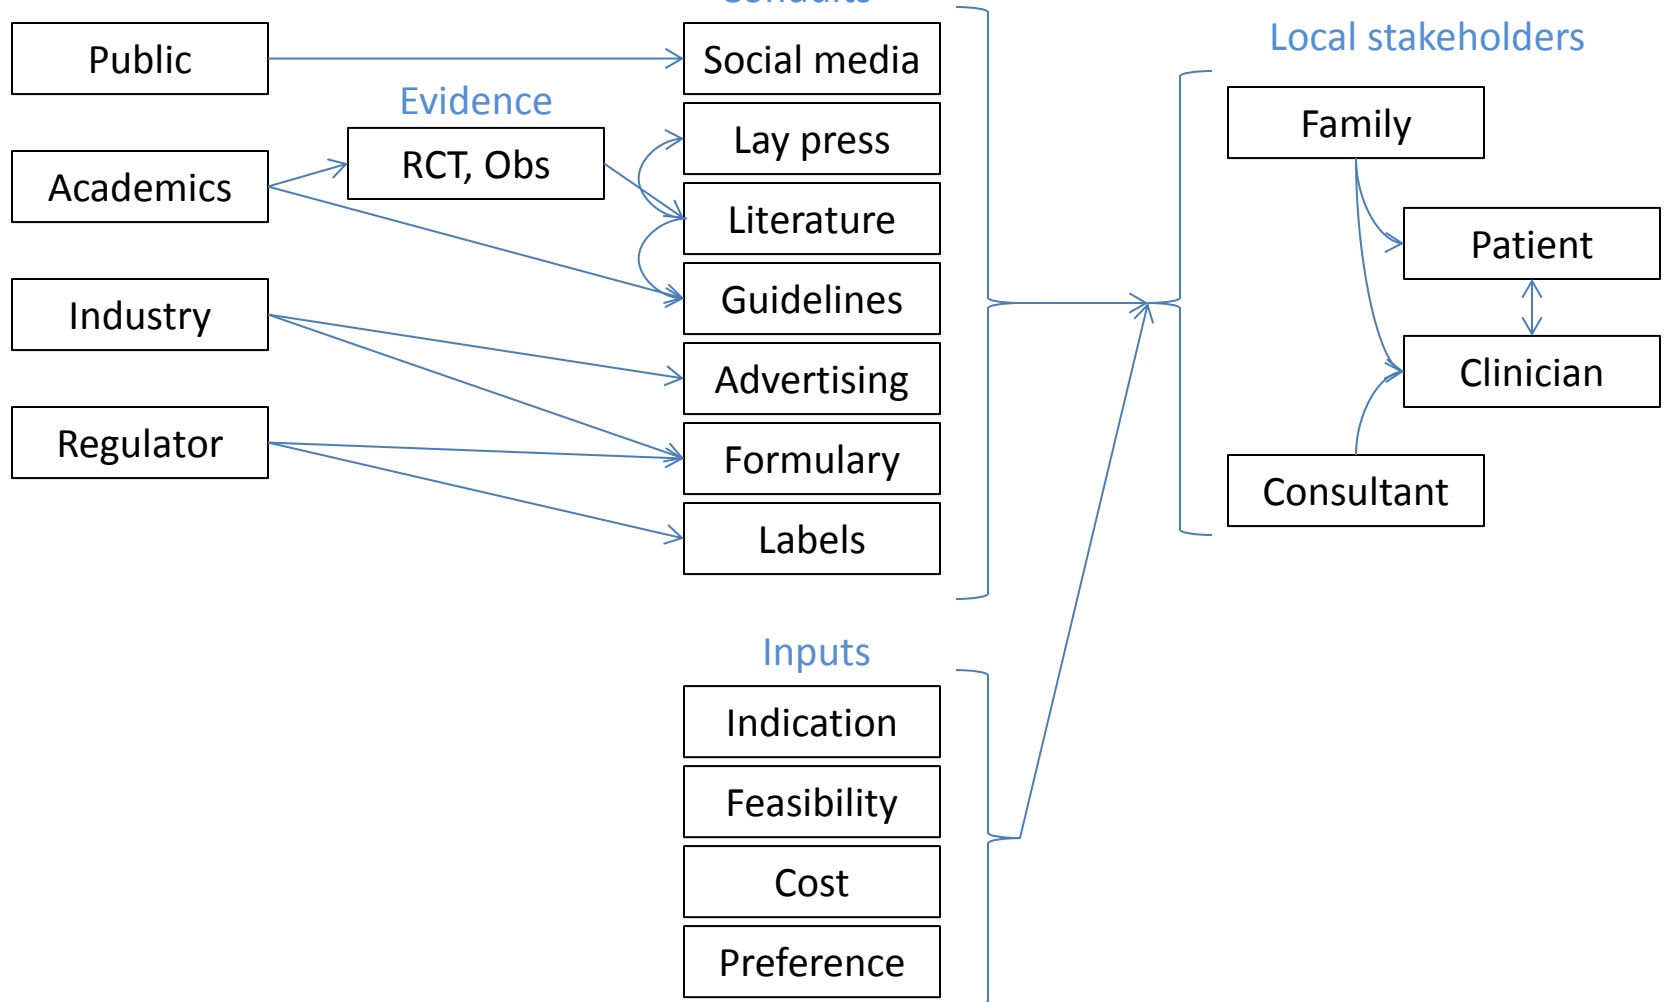 Conduits
Public
Social media
Local stakeholders
Evidence
Lay press
Family
RCT, Obs
Academics
Literature
Patient
Guidelines
Industry
Advertising
Clinician
Regulator
Formulary
Consultant
Labels
Inputs
Indication
Feasibility
Cost
Preference